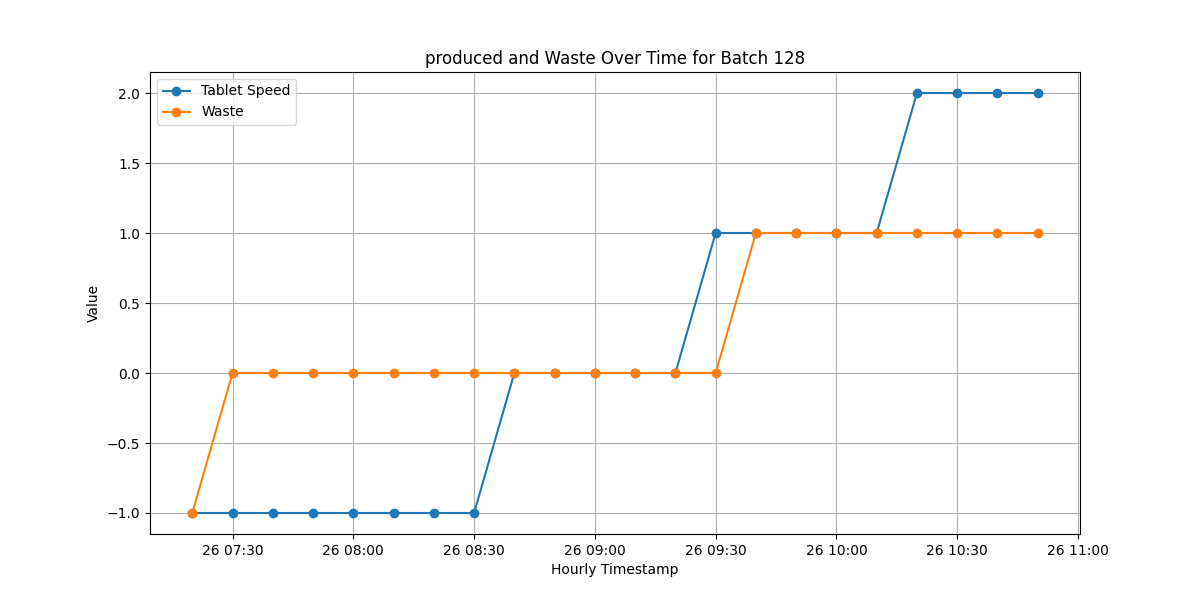 produced and Waste Over Time for Batch 128
Tablet Speed
Waste
2.0
1.5
1.0
0.5
0.0
−0.5
−1.0
Value
26 07:30 26 08:00 26 08:30 26 09:00 26 09:30 26 10:00 26 10:30 26 11:00
Hourly Timestamp